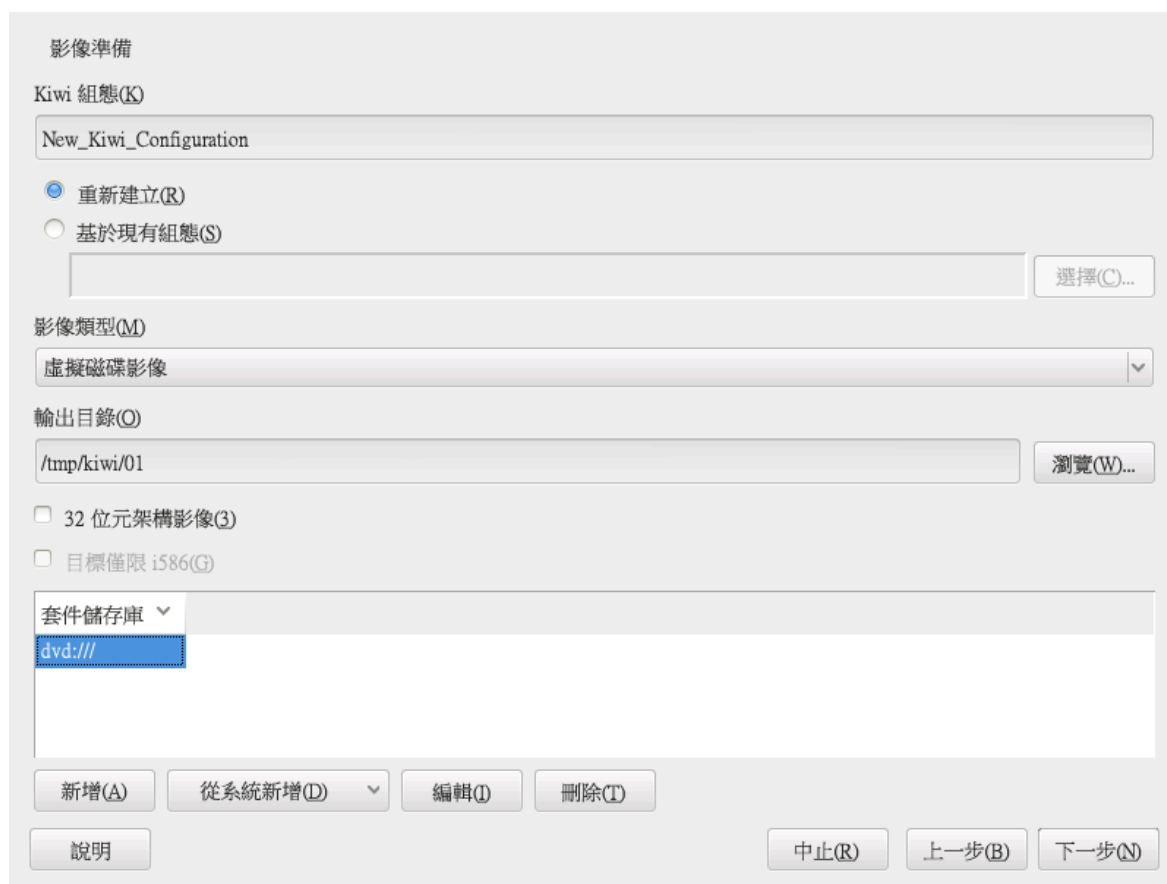 影像準備
Kiwi 組態(K)
New_Kiwi_Configuration
重新建立(R)
基於現有組態(S)
選擇(C)...
影像類型(M)
虛擬磁碟影像
輸出目錄(O)
/tmp/kiwi/01 瀏覽(W)...
32 位元架構影像(3)
目標僅限 i586(G)
套件儲存庫
dvd:///
新增(A) 從系統新增(D) 編輯(I) 刪除(T)
說明 中止(R) 上一步(B) 下一步(N)